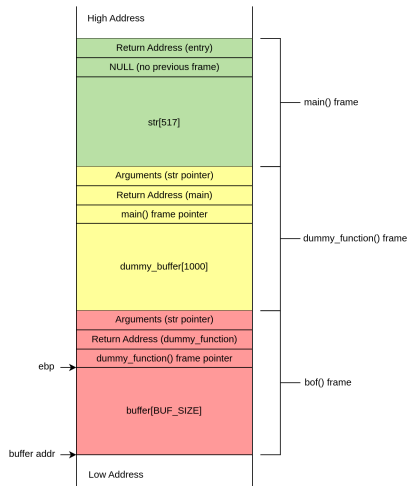 High Address
Return Address (entry)
NULL (no previous frame)
main() frame
str[517]
Arguments (str pointer)
Return Address (main)
main() frame pointer
dummy_function() frame
dummy_buffer[1000]
Arguments (str pointer)
Return Address (dummy_function)
dummy_function() frame pointer
ebp
bof() frame
buffer[BUF_SIZE]
buffer addr
Low Address